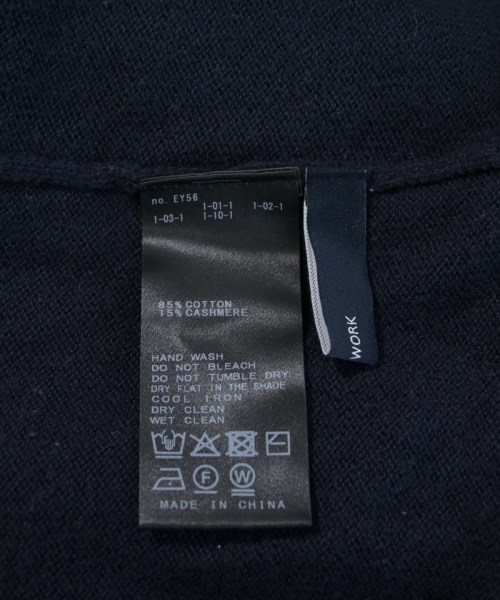 no. EY56
1-01-1 1-02-1
1-03-1 1-10-1
85% COTTON
15% CASHMERE
HAND WASH
DO NOT BLEACH
DO NOT TUMBLE DRY
DRY FLAT IN THE SHADE
COOL IRON
DRY CLEAN
WET CLEAN
F
W
MADE IN CHINA
WORK